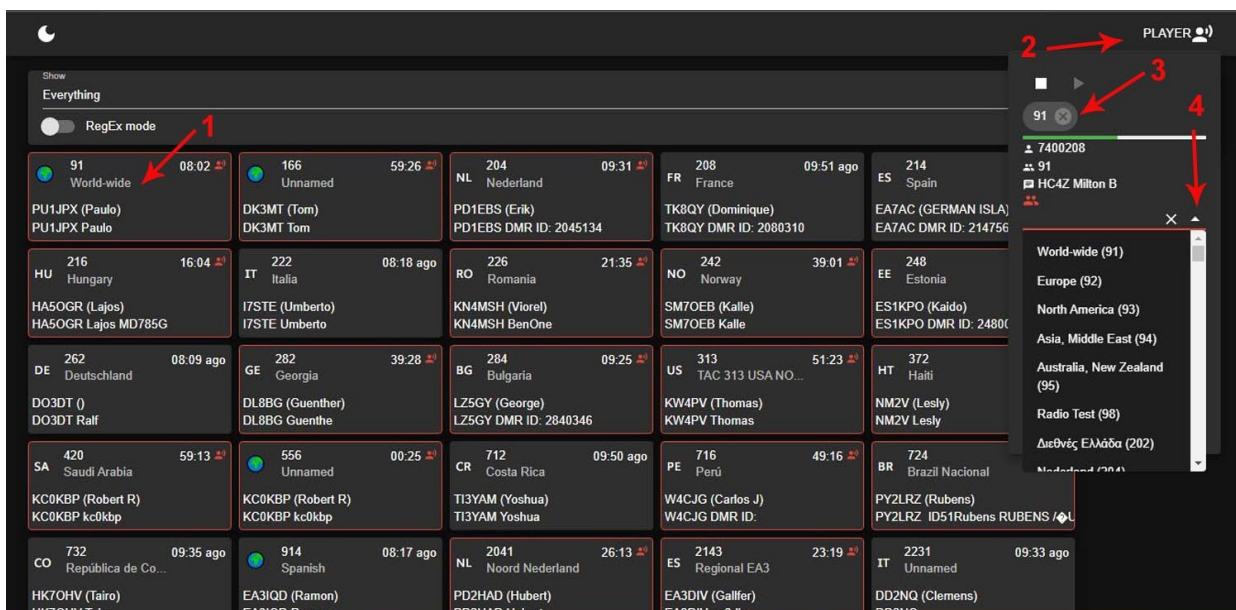 PLAYER
2
Show
Everything
RegEx mode
1
3
4
91
7400208
91
HC4Z Milton B
World-wide (91)
Europe (92)
North America (93)
Asia, Middle East (94)
Australia, New Zealand
(95)
Radio Test (98)
Διεθνές Ελλάδα (202)
Nederland (204)
91 08:02
World-wide
PU1JPX (Paulo)
PU1JPX Paulo
166 59:26
Unnamed
DK3MT (Tom)
DK3MT Tom
NL 204 09:31
Nederland
PD1EBS (Erik)
PD1EBS DMR ID: 2045134
FR 208 09:51 ago
France
TK8QY (Dominique)
TK8QY DMR ID: 2080310
ES 214
Spain
EA7AC (GERMAN ISLA)
EA7AC DMR ID: 214756
HU 216 16:04
Hungary
HA5OGR (Lajos)
HA5OGR Lajos MD785G
IT 222 08:18 ago
Italia
I7STE (Umberto)
I7STE Umberto
RO 226 21:35
Romania
KN4MSH (Viorel)
KN4MSH BenOne
NO 242 39:01
Norway
SM7OEB (Kalle)
SM7OEB Kalle
EE 248
Estonia
ES1KPO (Kaido)
ES1KPO DMR ID: 2480
DE 262 08:09 ago
Deutschland
DO3DT ()
DO3DT Ralf
GE 282 39:28
Georgia
DL8BG (Guenther)
DL8BG Guenthe
BG 284 09:25
Bulgaria
LZ5GY (George)
LZ5GY DMR ID: 2840346
US 313 51:23
TAC 313 USA NO...
KW4PV (Thomas)
KW4PV Thomas
HT 372
Haiti
NM2V (Lesly)
NM2V Lesly
SA 420 59:13
Saudi Arabia
KC0KBP (Robert R)
KC0KBP kc0kbp
556 00:25
Unnamed
KC0KBP (Robert R)
KC0KBP kc0kbp
CR 712 09:50 ago
Costa Rica
TI3YAM (Yoshua)
TI3YAM Yoshua
PE 716 49:16
Perú
W4CJG (Carlos J)
W4CJG DMR ID:
BR 724
Brazil Nacional
PY2LRZ (Rubens)
PY2LRZ ID51Rubens RUBENS /�U
CO 732 09:35 ago
República de Co...
HK7OHV (Tairo)
914 08:17 ago
Spanish
EA3IQD (Ramon)
NL 2041 26:13
Noord Nederland
PD2HAD (Hubert)
ES 2143 23:19
Regional EA3
EA3DIV (Gallfer)
IT 2231 09:33 ago
Unnamed
DD2NQ (Clemens)